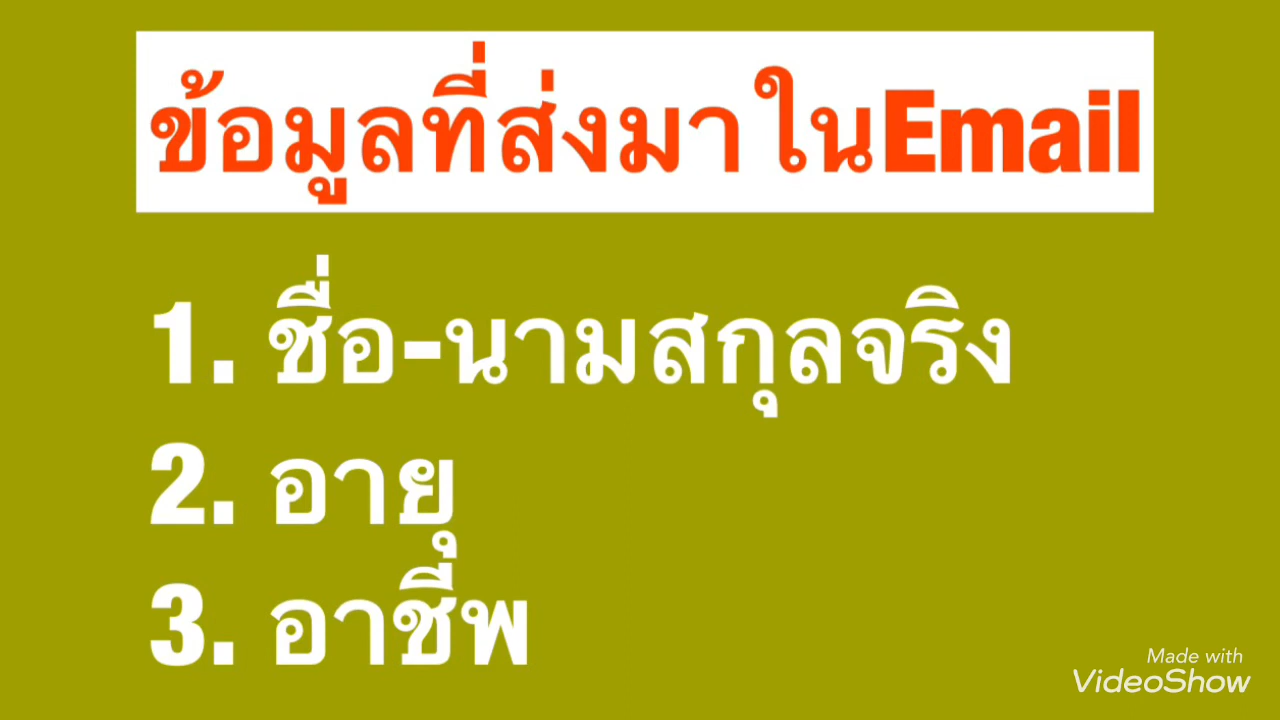 ข้อมูลที่ส่งมาในEmail
1. ชื่อ-นามสกุลจริง
2. อายุ
3. อาชีพ
Made with
VideoShow